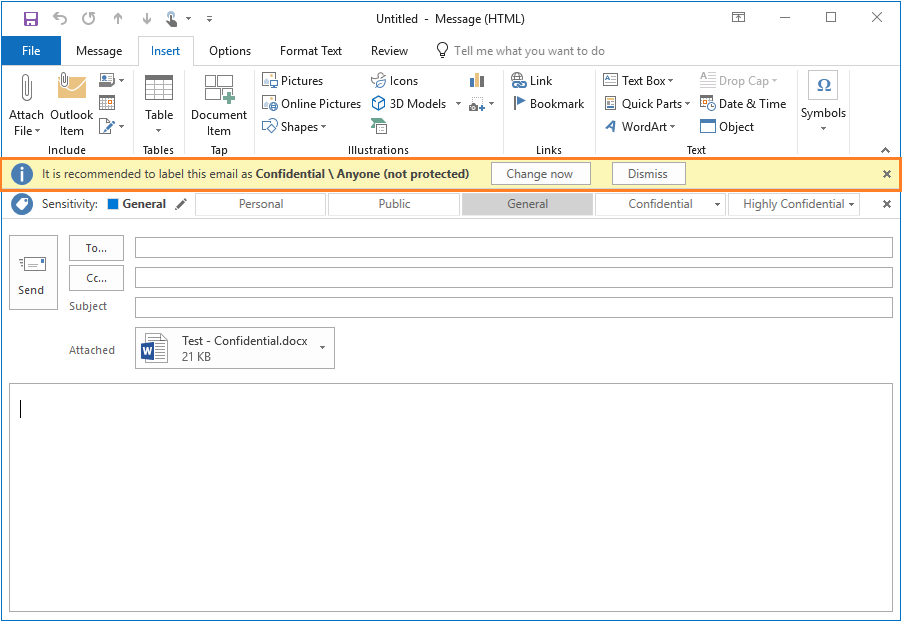 Untitled - Message (HTML)
File Message Insert Options Format Text Review Tell me what you want to do
Attach File
Outlook Item
Include
Table
Tables
Document Item
Tap
Pictures
Online Pictures
Shapes
Icons
3D Models
Illustrations
Link
Bookmark
Links
Text Box
Quick Parts
WordArt
Drop Cap
Date & Time
Object
Text
Ω
Symbols
It is recommended to label this email as Confidential \ Anyone (not protected) Change now Dismiss
Sensitivity: General Personal Public General Confidential Highly Confidential
Send
To...
Cc...
Subject
Attached
W
Test - Confidential.docx
21 KB